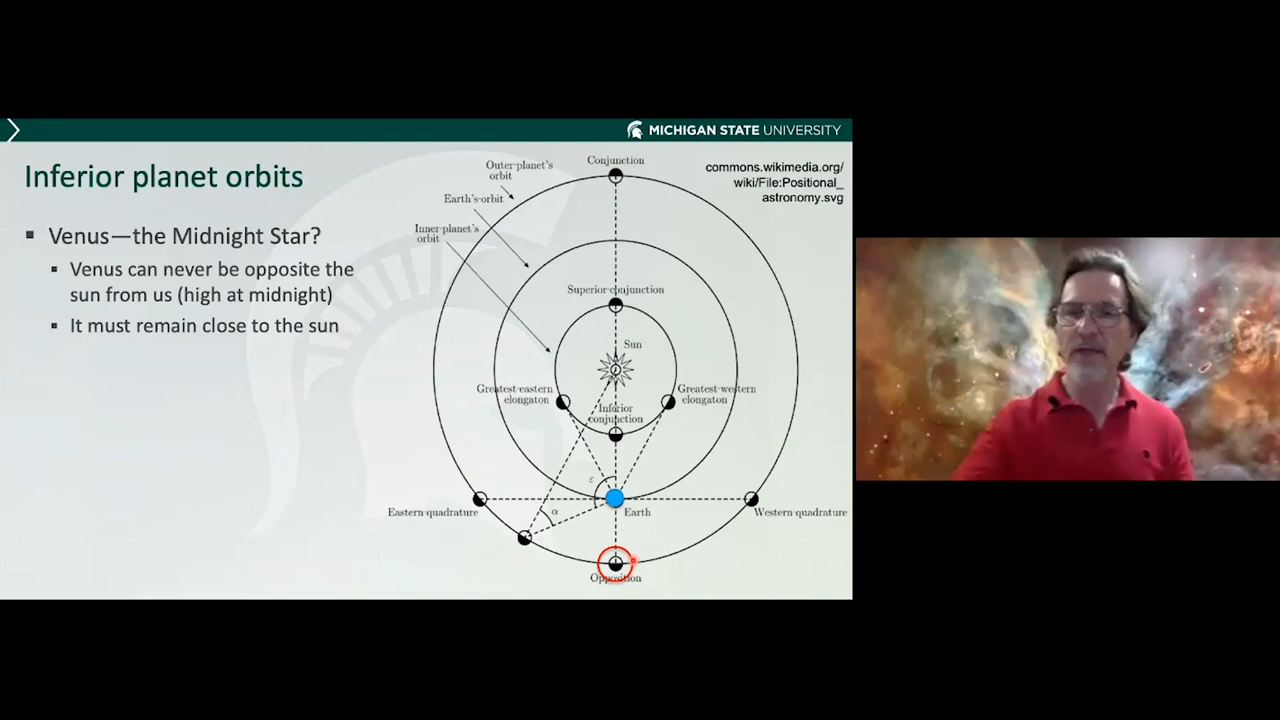 MICHIGAN STATE UNIVERSITY
Inferior planet orbits
Venus—the Midnight Star?
Venus can never be opposite the
sun from us (high at midnight)
It must remain close to the sun
commons.wikimedia.org/
wiki/File:Positional_
astronomy.svg
Conjunction
Outer-planet's
orbit
Earth's-orbit
Inner-planet's
orbit
Superior-conjunction
Sun
Greatest-eastern
elongaton
Greatest-western
elongaton
Inferior
conjunction
ε
Eastern-quadrature
α
Earth
Western-quadrature
Opposition